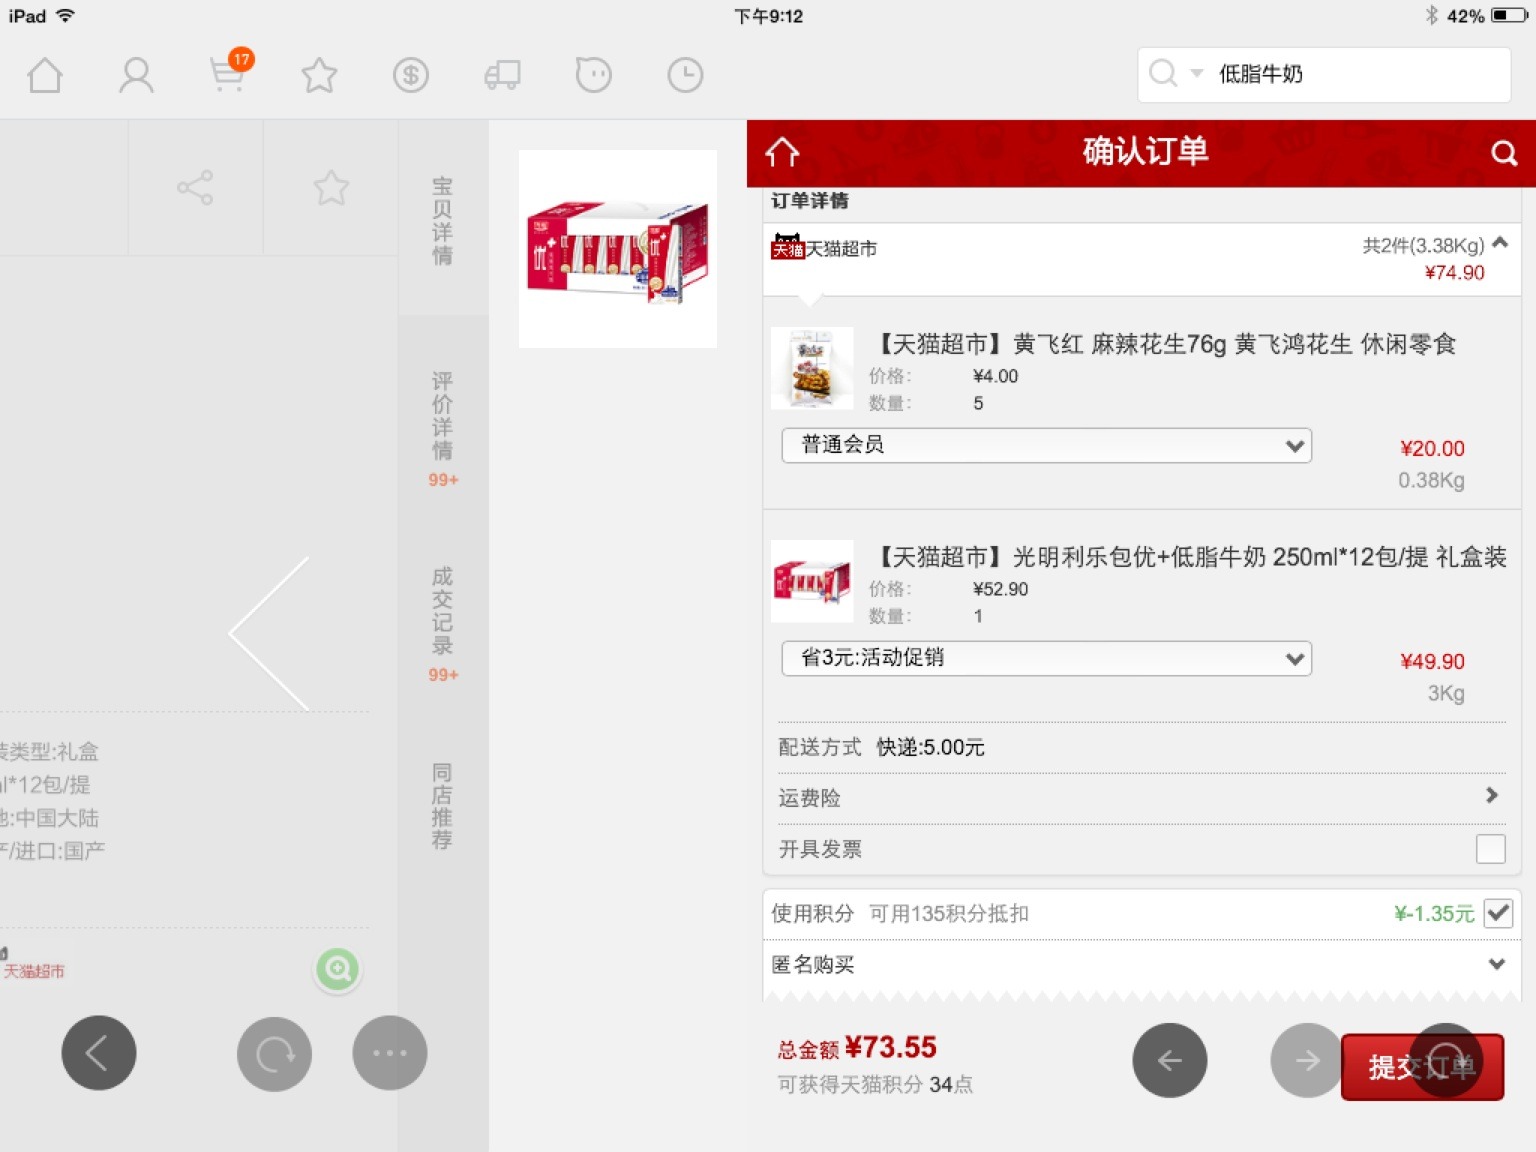 iPad
下午9:12
42%
17
低脂牛奶
宝贝详情
评价详情
99+
成交记录
99+
同店推荐
类型:礼盒
*12包/提
:中国大陆
/进口:国产
天猫超市
确认订单
订单详情
天猫 天猫超市
共2件(3.38Kg)
¥74.90
【天猫超市】黄飞红 麻辣花生76g 黄飞鸿花生 休闲零食
价格: ¥4.00
数量: 5
普通会员
¥20.00
0.38Kg
【天猫超市】光明利乐包优+低脂牛奶 250ml*12包/提 礼盒装
价格: ¥52.90
数量: 1
省3元:活动促销
¥49.90
3Kg
配送方式 快递:5.00元
运费险
开具发票
使用积分 可用135积分抵扣
¥-1.35元
匿名购买
总金额 ¥73.55
可获得天猫积分 34点
提交订单